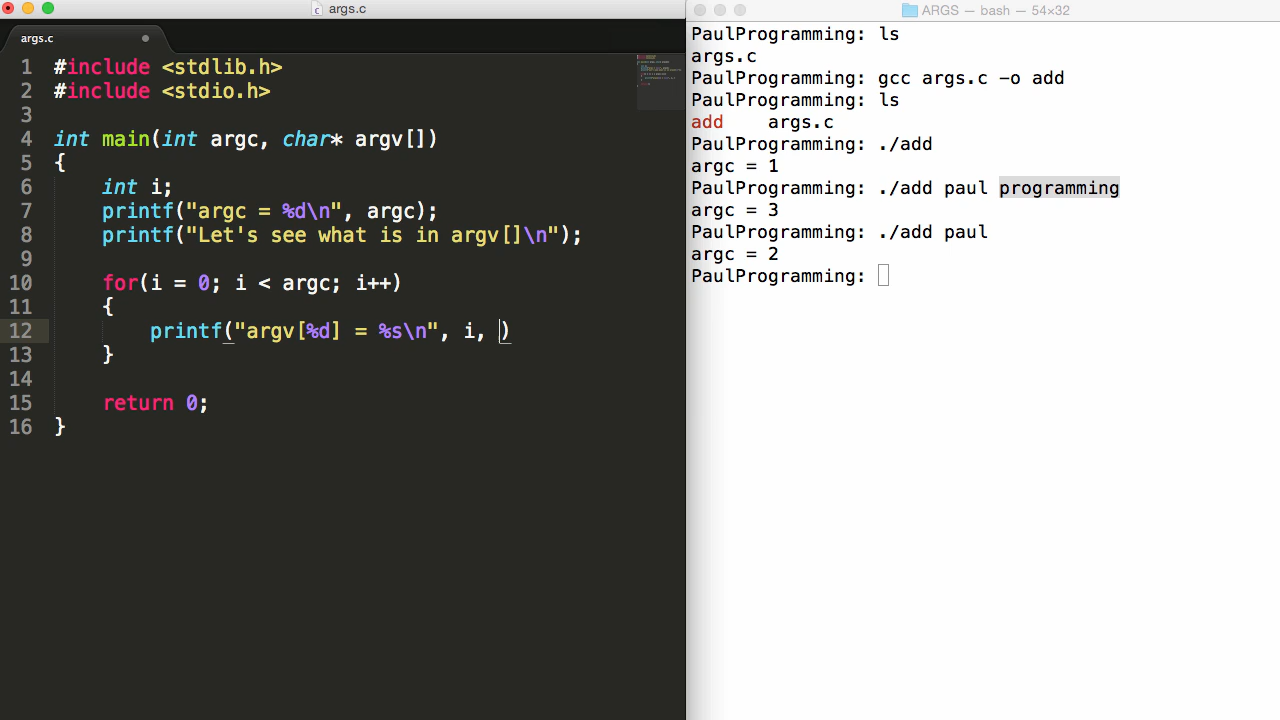 args.c
args.c
1 #include <stdlib.h>
2 #include <stdio.h>
3
4 int main(int argc, char* argv[])
5 {
6     int i;
7     printf("argc = %d\n", argc);
8     printf("Let's see what is in argv[]\n");
9
10     for(i = 0; i < argc; i++)
11     {
12         printf("argv[%d] = %s\n", i, )
13     }
14
15     return 0;
16 }
ARGS — bash — 54×32
PaulProgramming: ls
args.c
PaulProgramming: gcc args.c -o add
PaulProgramming: ls
add    args.c
PaulProgramming: ./add
argc = 1
PaulProgramming: ./add paul programming
argc = 3
PaulProgramming: ./add paul
argc = 2
PaulProgramming: